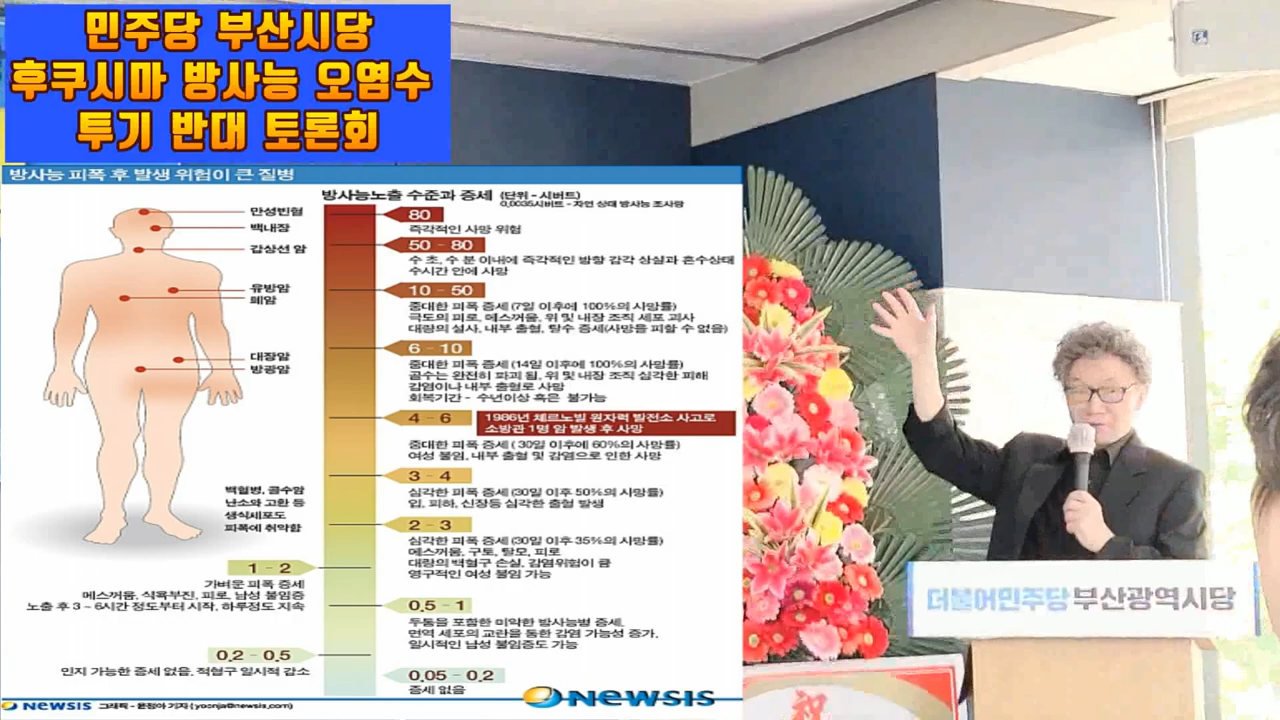 민주당 부산시당
후쿠시마 방사능 오염수
투기 반대 토론회
방사능 피폭 후 발생 위험이 큰 질병
만성빈혈
백내장
갑상선 암
유방암
폐암
대장암
방광암
백혈병, 골수암
난소와 고환 등
생식세포도
피폭에 취약함
방사능노출 수준과 증세 (단위 - 시버트)
0.0035시버트 - 자연 상태 방사능 조사량
80
즉각적인 사망 위험
50 - 80
수 초, 수 분 이내에 즉각적인 방향 감각 상실과 혼수상태
수시간 안에 사망
10 - 50
중대한 피폭 증세 (7일 이후에 100%의 사망률)
극도의 피로, 메스꺼움, 위 및 내장 조직 세포 괴사
대량의 설사, 내부 출혈, 탈수 증세(사망을 피할 수 없음)
6 - 10
중대한 피폭 증세 (14일 이후에 100%의 사망률)
골수는 완전히 파괴 됨, 위 및 내장 조직 심각한 피해
감염이나 내부 출혈로 사망
회복기간 - 수년이상 혹은 불가능
4 - 6
1986년 체르노빌 원자력 발전소 사고로
소방관 1명 암 발생 후 사망
중대한 피폭 증세 ( 30일 이후에 60%의 사망률)
여성 불임, 내부 출혈 및 감염으로 인한 사망
3 - 4
심각한 피폭 증세 (30일 이후 50%의 사망률)
입, 피하, 신장등 심각한 출혈 발생
2 - 3
심각한 피폭 증세 (30일 이후 35%의 사망률)
메스꺼움, 구토, 탈모, 피로
대량의 백혈구 손실, 감염위험이 큼
영구적인 여성 불임 가능
1 - 2
가벼운 피폭 증세
메스꺼움, 식욕부진, 피로, 남성 불임증
노출 후 3 ~ 6시간 정도부터 시작, 하루정도 지속
0.5 - 1
두통을 포함한 미약한 방사능병 증세,
면역 세포의 교란을 통한 감염 가능성 증가,
일시적인 남성 불임증도 가능
0.2 - 0.5
인지 가능한 증세 없음, 적혈구 일시적 감소
0.05 - 0.2
증세 없음
NEWSIS 그래픽 - 윤정아 기자 ( yoonja@newsis.com)
NEWSIS
더불어민주당 부산광역시당
祝